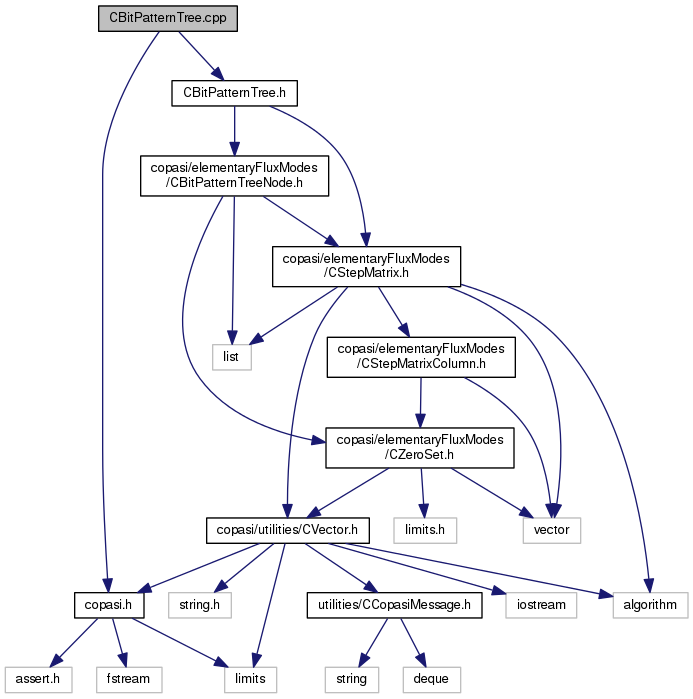 CBitPatternTree.cpp
CBitPatternTree.h
copasi/elementaryFluxModes
/CBitPatternTreeNode.h
copasi/elementaryFluxModes
/CStepMatrix.h
list
copasi/elementaryFluxModes
/CStepMatrixColumn.h
copasi/elementaryFluxModes
/CZeroSet.h
copasi/utilities/CVector.h
limits.h
vector
copasi.h
string.h
utilities/CCopasiMessage.h
iostream
algorithm
assert.h
fstream
limits
string
deque